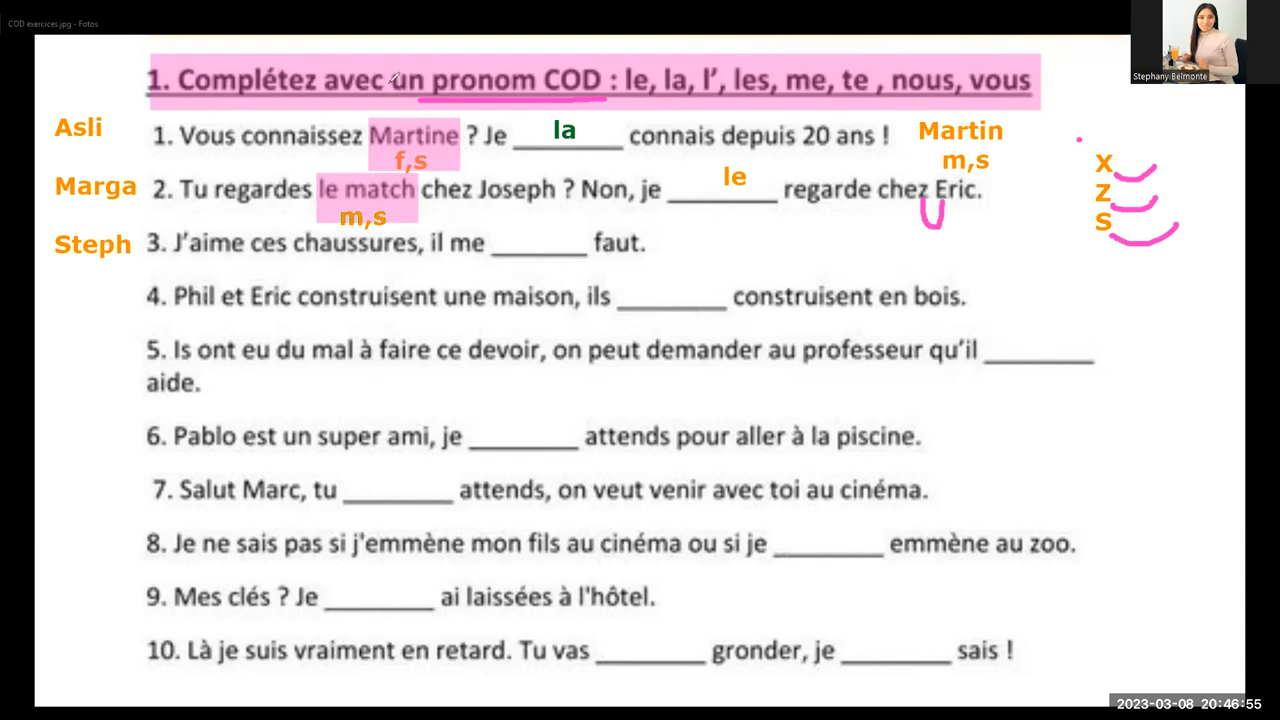 COD exercices.jpg - Fotos
Stephany Belmonte
1. Complétez avec un pronom COD : le, la, l’, les, me, te , nous, vous
Asli
1. Vous connaissez Martine ? Je ________ la connais depuis 20 ans !
f,s
Martin
m,s
Marga
2. Tu regardes le match chez Joseph ? Non, je ________ le regarde chez Eric.
m,s
X
Z
S
Steph
3. J’aime ces chaussures, il me _______ faut.
4. Phil et Eric construisent une maison, ils ________ construisent en bois.
5. Is ont eu du mal à faire ce devoir, on peut demander au professeur qu’il ________
aide.
6. Pablo est un super ami, je ________ attends pour aller à la piscine.
7. Salut Marc, tu ________ attends, on veut venir avec toi au cinéma.
8. Je ne sais pas si j'emmène mon fils au cinéma ou si je ________ emmène au zoo.
9. Mes clés ? Je ________ ai laissées à l'hôtel.
10. Là je suis vraiment en retard. Tu vas ________ gronder, je ________ sais !
2023-03-08 20:46:55